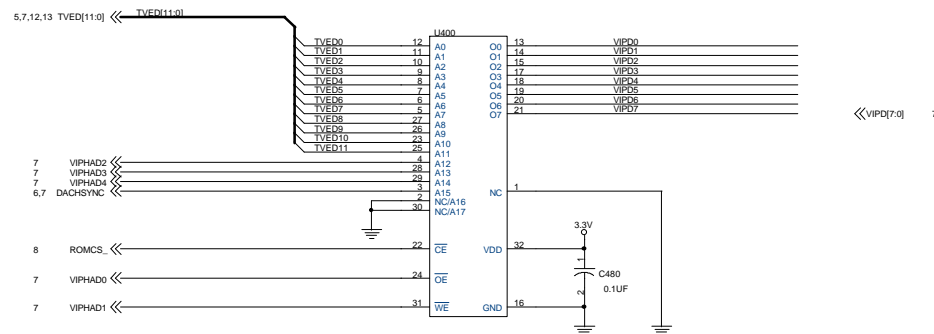 5,7,12,13 TVED[11:0] TVED[11:0]
U400
TVED0 12 A0 O0 13 VIPD0
TVED1 11 A1 O1 14 VIPD1
TVED2 10 A2 O2 15 VIPD2
TVED3 9 A3 O3 17 VIPD3
TVED4 8 A4 O4 18 VIPD4
TVED5 7 A5 O5 19 VIPD5
TVED6 6 A6 O6 20 VIPD6
TVED7 5 A7 O7 21 VIPD7
VIPD[7:0] 7
TVED8 27 A8
TVED9 26 A9
TVED10 23 A10
TVED11 25 A11
7 VIPHAD2 4 A12
7 VIPHAD3 28 A13
7 VIPHAD4 29 A14
6,7 DACHSYNC 3 A15 NC 1
2 NC/A16
30 NC/A17
3.3V
8 ROMCS_ 22 CE VDD 32
1
C480
7 VIPHAD0 24 OE
0.1UF
2
7 VIPHAD1 31 WE GND 16